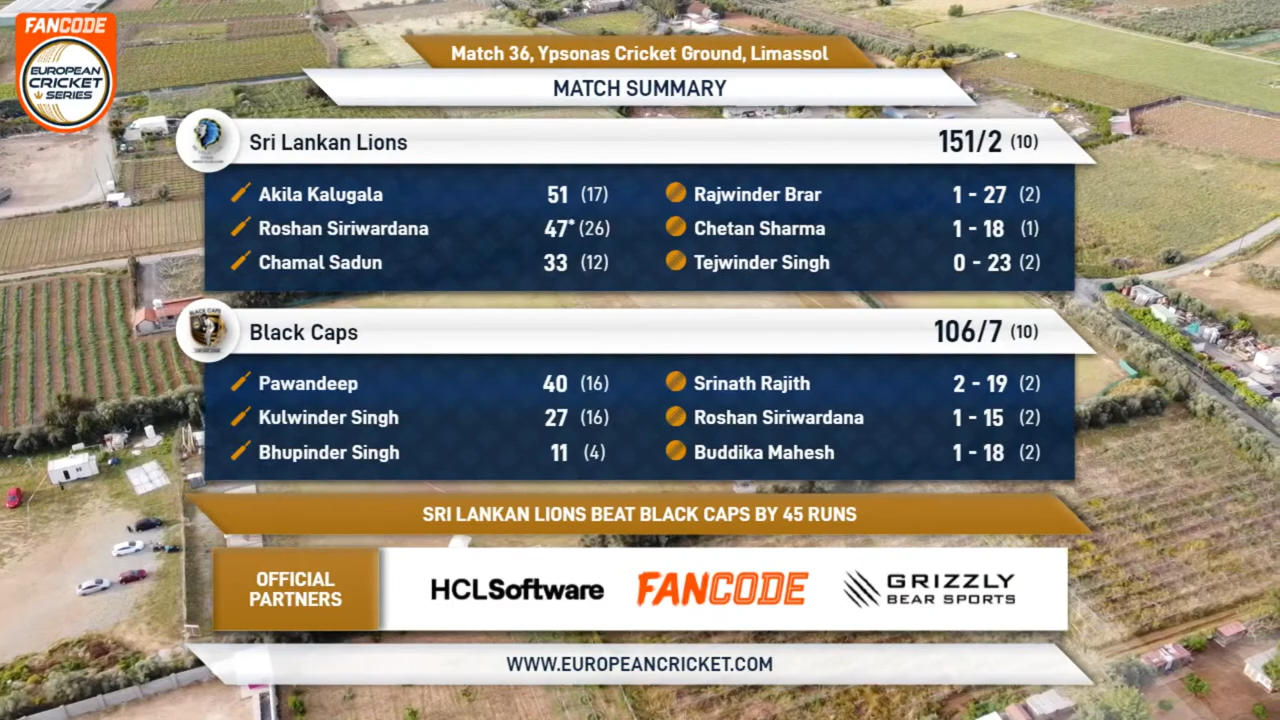 FANCODE
EUROPEAN
CRICKET
SERIES
Match 36, Ypsonas Cricket Ground, Limassol
MATCH SUMMARY
Sri Lankan Lions 151/2 (10)
Akila Kalugala 51 (17) Rajwinder Brar 1 - 27 (2)
Roshan Siriwardana 47* (26) Chetan Sharma 1 - 18 (1)
Chamal Sadun 33 (12) Tejwinder Singh 0 - 23 (2)
BLACK CAPS
Black Caps 106/7 (10)
Pawandeep 40 (16) Srinath Rajith 2 - 19 (2)
Kulwinder Singh 27 (16) Roshan Siriwardana 1 - 15 (2)
Bhupinder Singh 11 (4) Buddika Mahesh 1 - 18 (2)
SRI LANKAN LIONS BEAT BLACK CAPS BY 45 RUNS
OFFICIAL
PARTNERS
HCLSoftware FANCODE GRIZZLY
BEAR SPORTS
WWW.EUROPEANCRICKET.COM